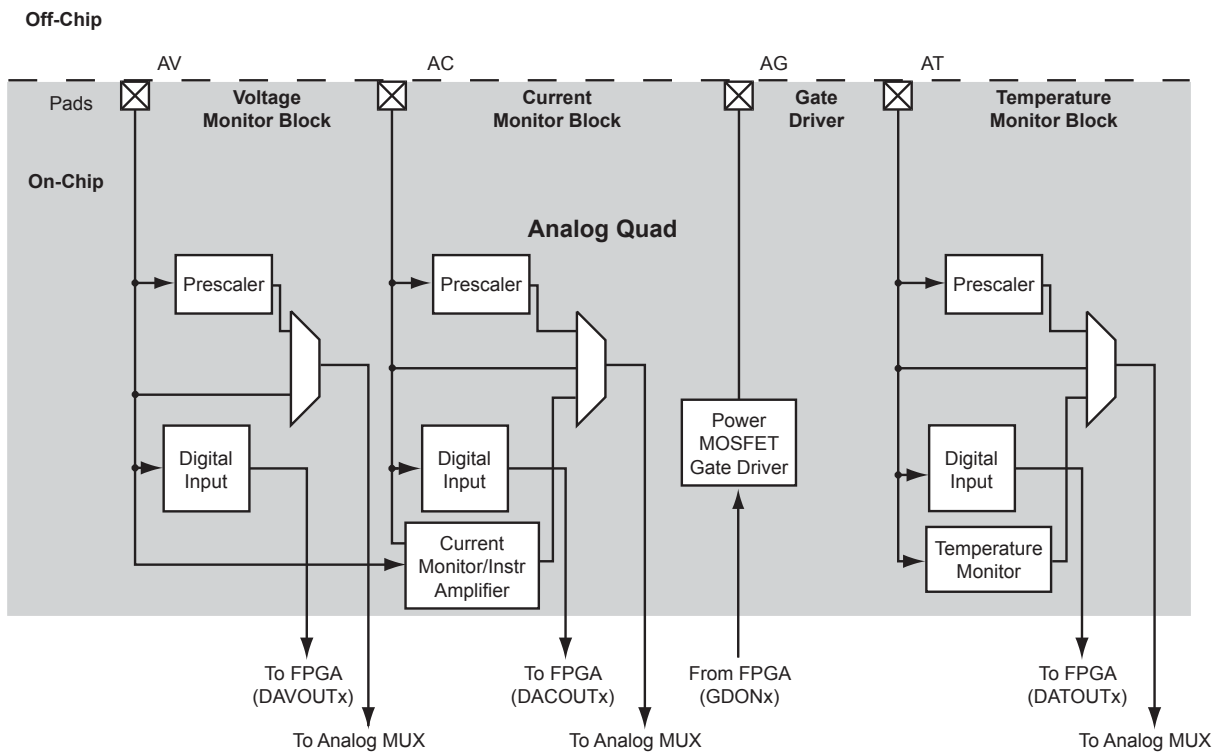 Off-Chip
AV
AC
AG
AT
Pads
Voltage
Monitor Block
Current
Monitor Block
Gate
Driver
Temperature
Monitor Block
On-Chip
Analog Quad
Prescaler
Prescaler
Prescaler
Power
MOSFET
Gate Driver
Digital
Input
Digital
Input
Digital
Input
Current
Monitor/Instr
Amplifier
Temperature
Monitor
To FPGA
(DAVOUTx)
To FPGA
(DACOUTx)
From FPGA
(GDONx)
To FPGA
(DATOUTx)
To Analog MUX
To Analog MUX
To Analog MUX